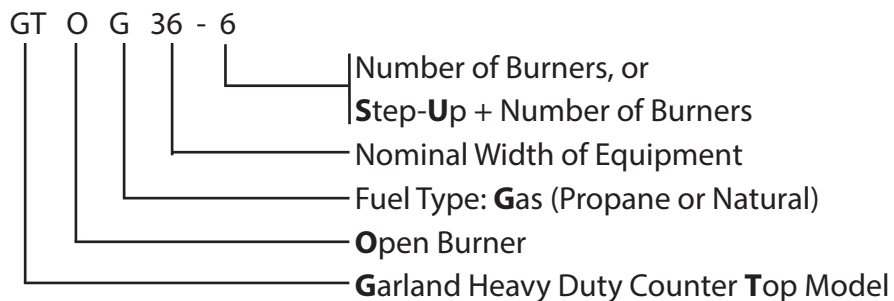 GT O G 36 - 6
Number of Burners, or
Step-Up + Number of Burners
Nominal Width of Equipment
Fuel Type: Gas (Propane or Natural)
Open Burner
Garland Heavy Duty Counter Top Model